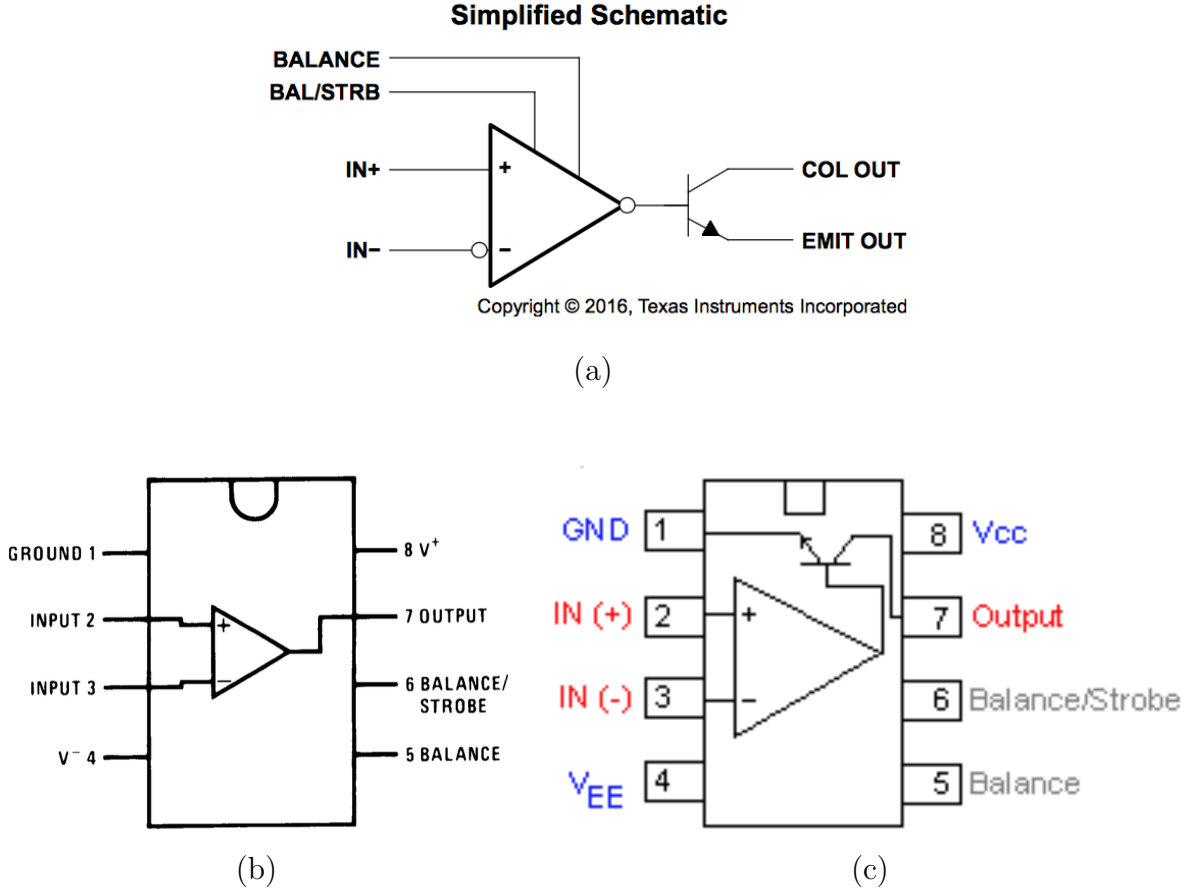 Simplified Schematic
BALANCE
BAL/STRB
IN+
+
COL OUT
IN−
−
EMIT OUT
Copyright © 2016, Texas Instruments Incorporated
(a)
GROUND 1
8 V+
INPUT 2
+
7 OUTPUT
INPUT 3
−
6 BALANCE/
STROBE
V− 4
5 BALANCE
(b)
GND 1
8 Vcc
IN (+) 2
+
7 Output
IN (-) 3
−
6 Balance/Strobe
VEE 4
5 Balance
(c)